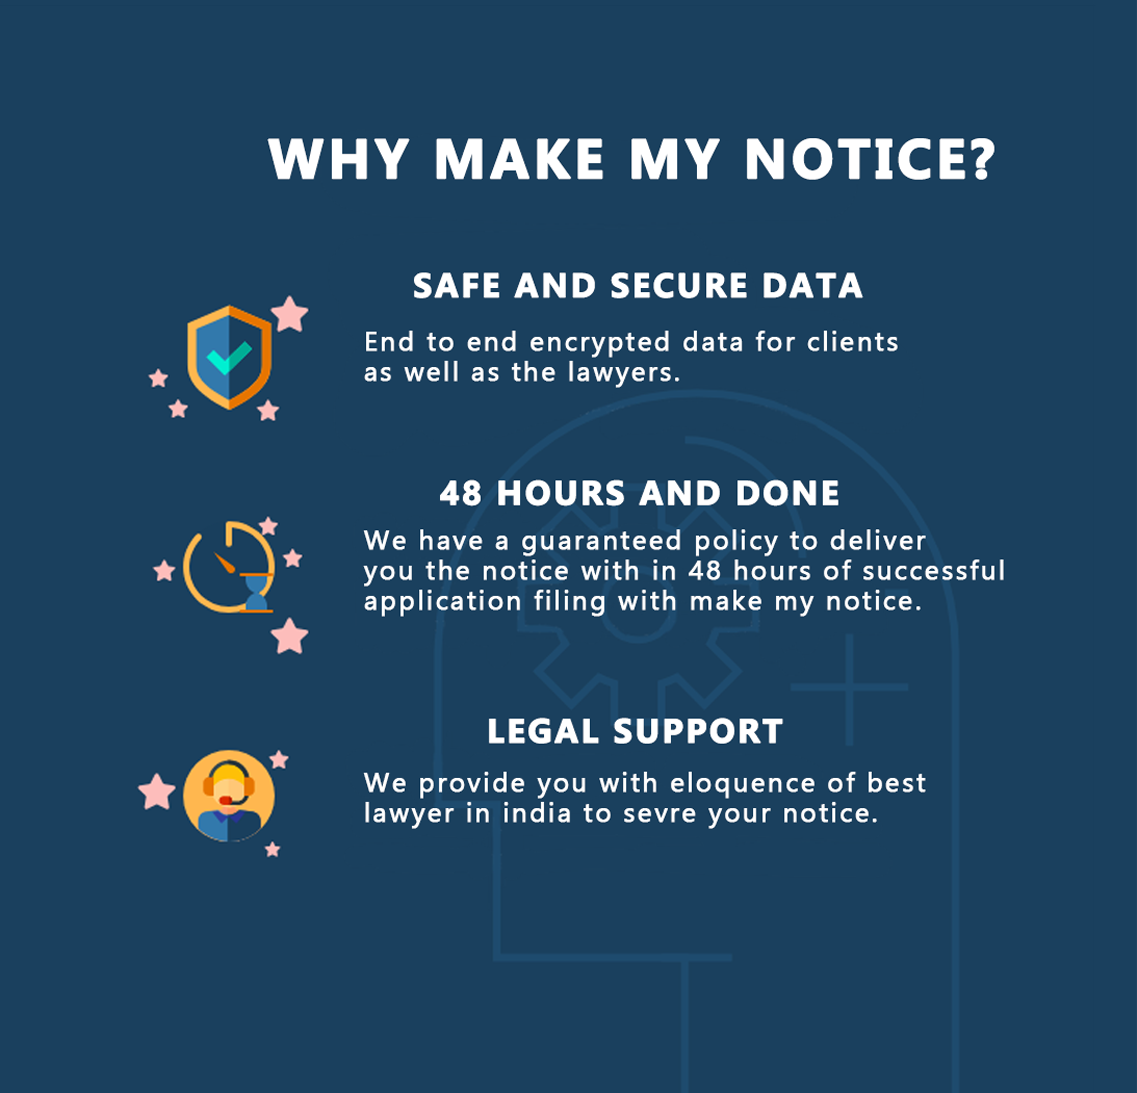 WHY MAKE MY NOTICE?
SAFE AND SECURE DATA
End to end encrypted data for clients
as well as the lawyers.
48 HOURS AND DONE
We have a guaranteed policy to deliver
you the notice with in 48 hours of successful
application filing with make my notice.
LEGAL SUPPORT
We provide you with eloquence of best
lawyer in india to sevre your notice.